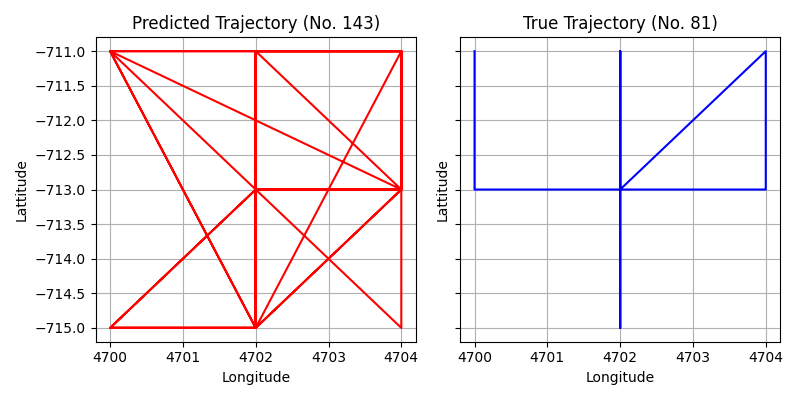 Predicted Trajectory (No. 143)
True Trajectory (No. 81)
−711.0
−711.5
−712.0
−712.5
−713.0
−713.5
−714.0
−714.5
−715.0
Lattitude
Lattitude
4700 4701 4702 4703 4704
4700 4701 4702 4703 4704
Longitude
Longitude